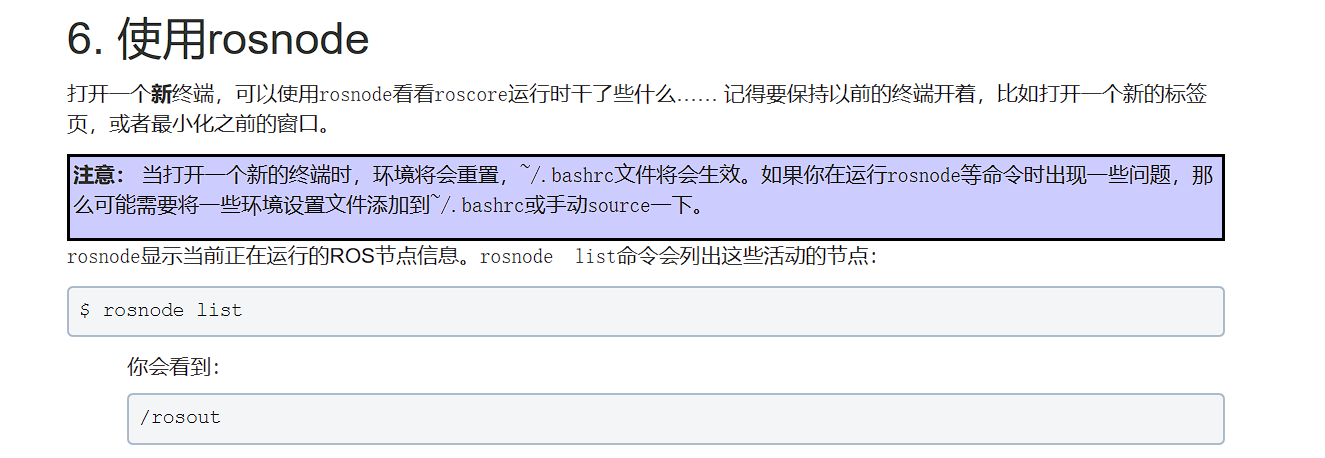 6. 使用rosnode
打开一个新终端，可以使用rosnode看看roscore运行时干了些什么…… 记得要保持以前的终端开着，比如打开一个新的标签
页，或者最小化之前的窗口。
注意： 当打开一个新的终端时，环境将会重置，~/.bashrc文件将会生效。如果你在运行rosnode等命令时出现一些问题，那
么可能需要将一些环境设置文件添加到~/.bashrc或手动source一下。
rosnode显示当前正在运行的ROS节点信息。rosnode list命令会列出这些活动的节点：
$ rosnode list
你会看到：
/rosout